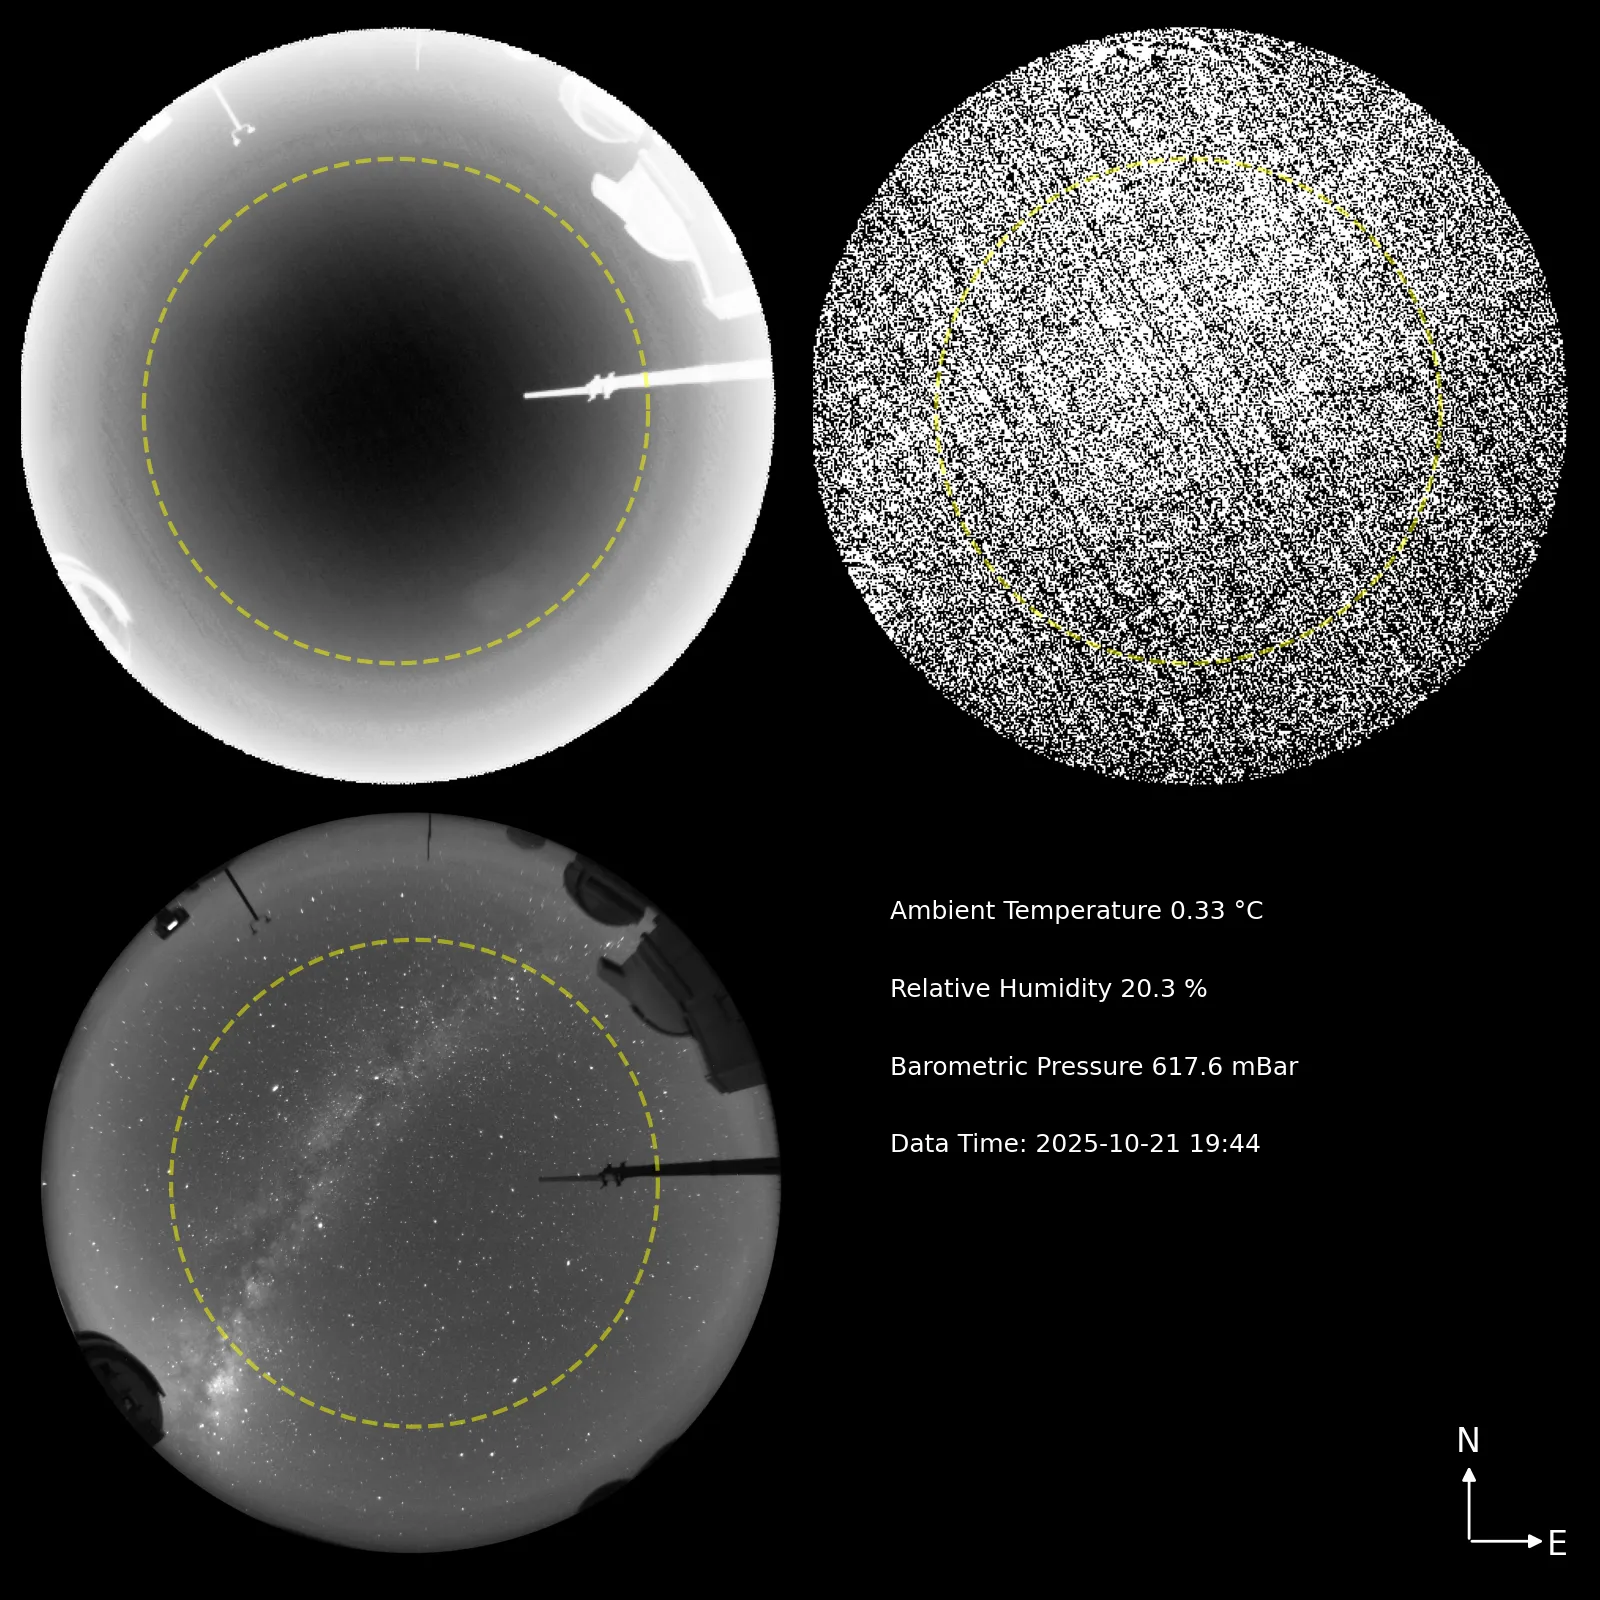 Ambient Temperature 0.33 °C
Relative Humidity 20.3 %
Barometric Pressure 617.6 mBar
Data Time: 2025-10-21 19:44
N
E